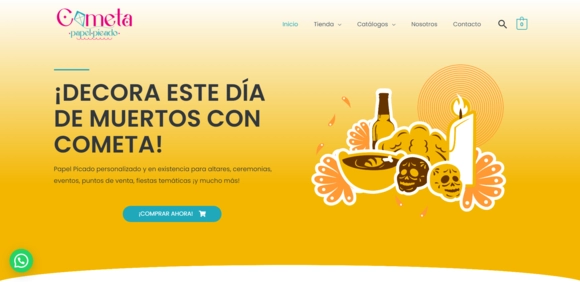 Cometa
papel picado
Inicio
Tienda
Catálogos
Nosotros
Contacto
0
¡DECORA ESTE DÍA
DE MUERTOS CON
COMETA!
Papel Picado personalizado y en existencia para altares, ceremonias,
eventos, puntos de venta, fiestas temáticas ¡y mucho más!
¡COMPRAR AHORA!